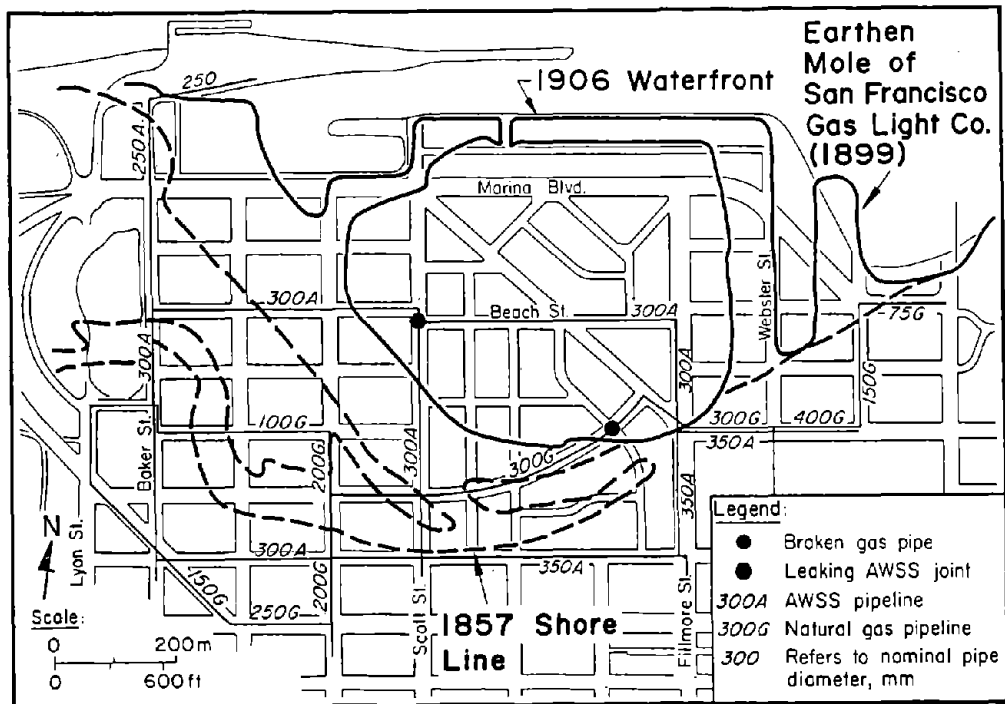 Earthen
Mole of
San Francisco
Gas Light Co.
(1899)
1906 Waterfront
250
250A
Marina Blvd.
Webster St.
300A
Beach St.
300A
75G
300A
300A
150G
100G
200G
300A
300G
300G
400G
350A
Baker St.
350A
N
Lyon St.
300A
350A
150G
250G
200G
Scott St.
Fillmore St.
1857 Shore
Line
Scale:
0 200m
0 600ft
Legend:
Broken gas pipe
Leaking AWSS joint
300A AWSS pipeline
300G Natural gas pipeline
300 Refers to nominal pipe
diameter, mm